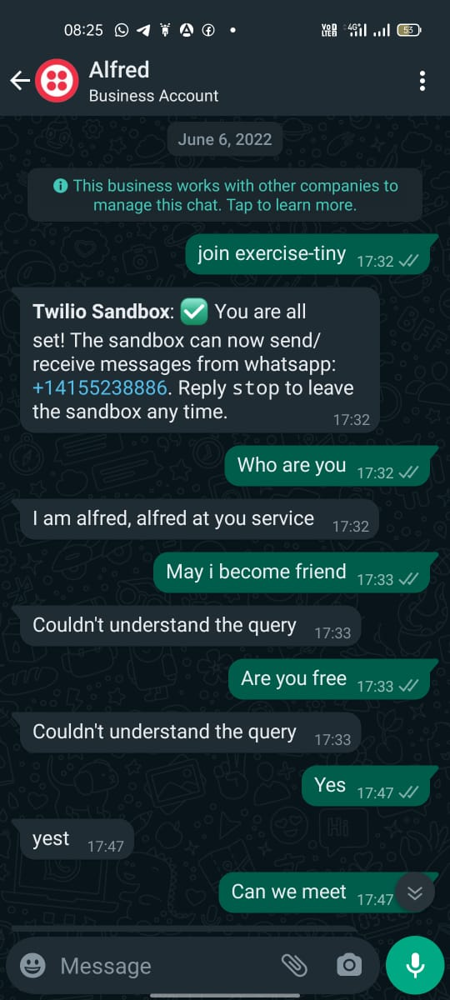 08:25
VoD LTED 4G+ 53
Alfred
Business Account
June 6, 2022
This business works with other companies to
manage this chat. Tap to learn more.
join exercise-tiny 17:32
Twilio Sandbox: ✅ You are all
set! The sandbox can now send/
receive messages from whatsapp:
+14155238886. Reply stop to leave
the sandbox any time.
17:32
Who are you 17:32
I am alfred, alfred at you service 17:32
May i become friend 17:33
Couldn't understand the query 17:33
Are you free 17:33
Couldn't understand the query 17:33
Yes 17:47
yest 17:47
Can we meet 17:47
Message